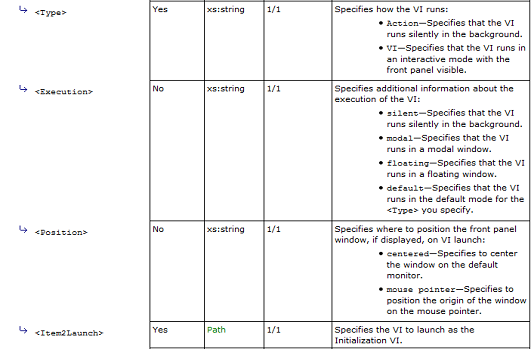 <Type> Yes xs:string 1/1 Specifies how the VI runs:
• Action—Specifies that the VI
runs silently in the background.
• VI—Specifies that the VI runs in
an interactive mode with the
front panel visible.
<Execution> No xs:string 1/1 Specifies additional information about the
execution of the VI:
• silent—Specifies that the VI
runs silently in the background.
• modal—Specifies that the VI
runs in a modal window.
• floating—Specifies that the VI
runs in a floating window.
• default—Specifies that the VI
runs in the default mode for the
<Type> you specify.
<Position> No xs:string 1/1 Specifies where to position the front panel
window, if displayed, on VI launch:
• centered—Specifies to center
the window on the default
monitor.
• mouse pointer—Specifies to
position the origin of the window
on the mouse pointer.
<Item2Launch> Yes Path 1/1 Specifies the VI to launch as the
Initialization VI.